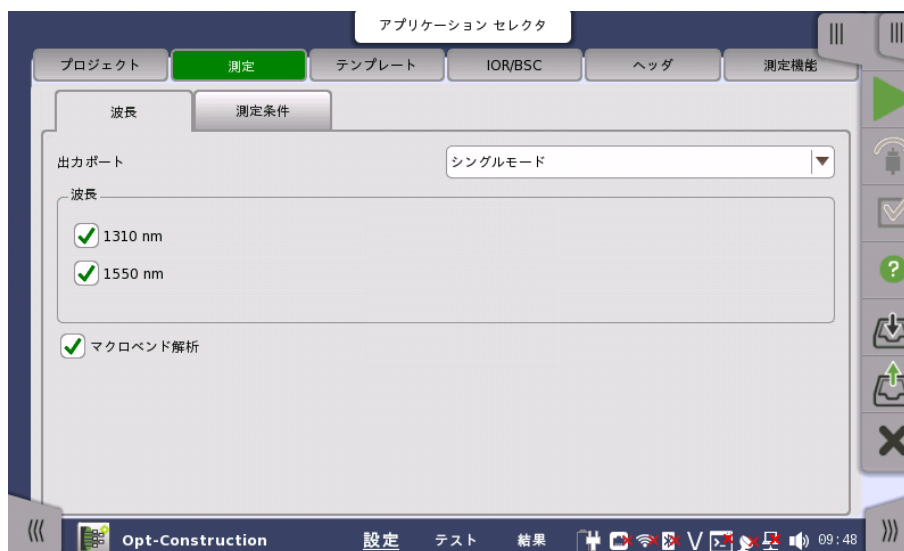 アプリケーション セレクタ
プロジェクト 測定 テンプレート IOR/BSC ヘッダ 測定機能
波長 測定条件
出力ポート シングルモード
波長
1310 nm
1550 nm
マクロベンド解析
Opt-Construction 設定 テスト 結果 09:48